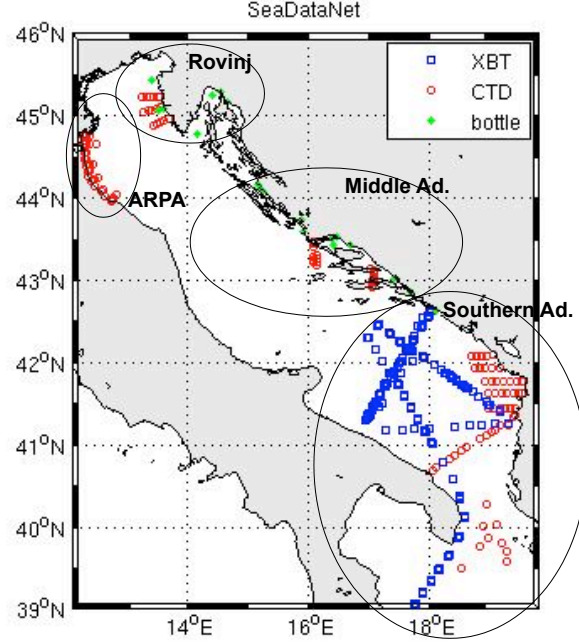 SeaDataNet
46°N
XBT
CTD
bottle
Rovinj
45°N
ARPA
Middle Ad.
44°N
43°N
Southern Ad.
42°N
41°N
40°N
39°N
14°E
16°E
18°E